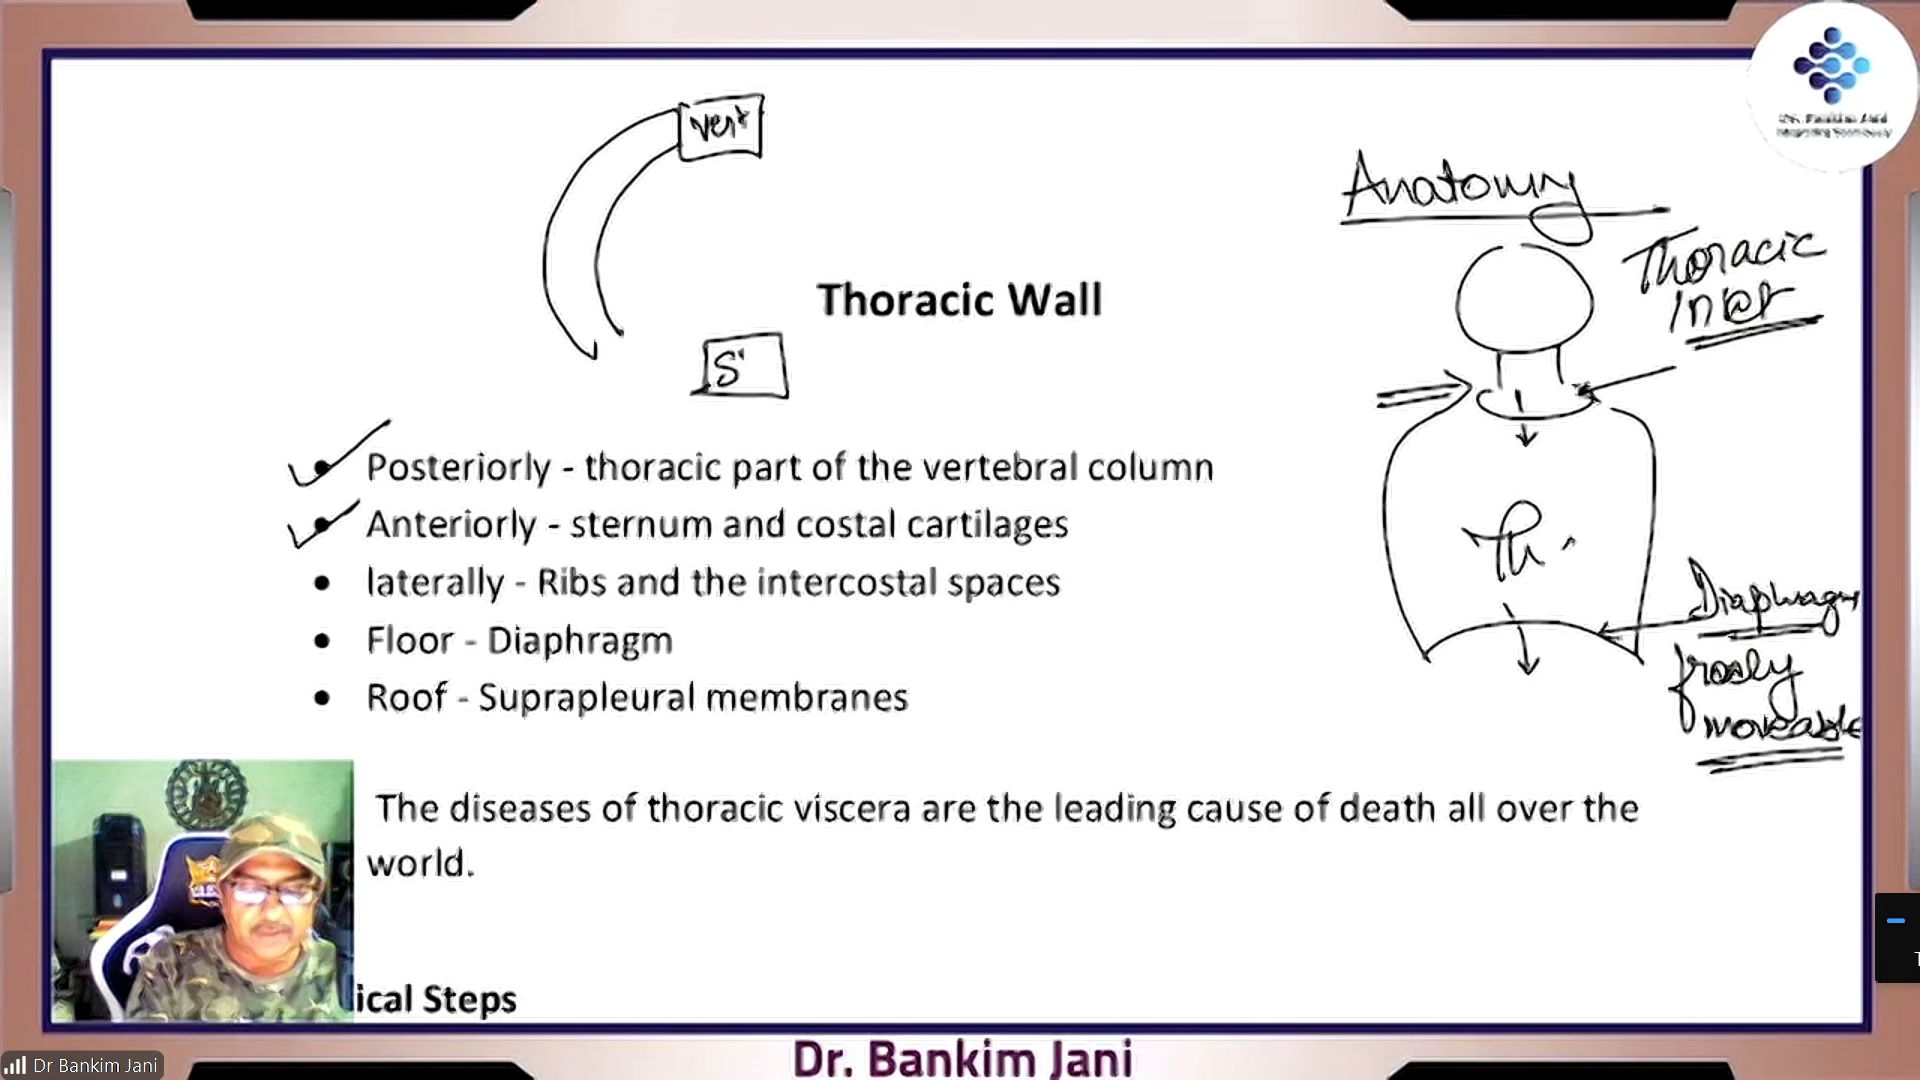 vert
Anatomy
Thoracic
Inlet
Thoracic Wall
S
Posteriorly - thoracic part of the vertebral column
Anteriorly - sternum and costal cartilages
laterally - Ribs and the intercostal spaces
Floor - Diaphragm
Roof - Suprapleural membranes
Th.
Diaphragm
freely
moveable
The diseases of thoracic viscera are the leading cause of death all over the
world.
ical Steps
Dr Bankim Jani
Dr. Bankim Jani